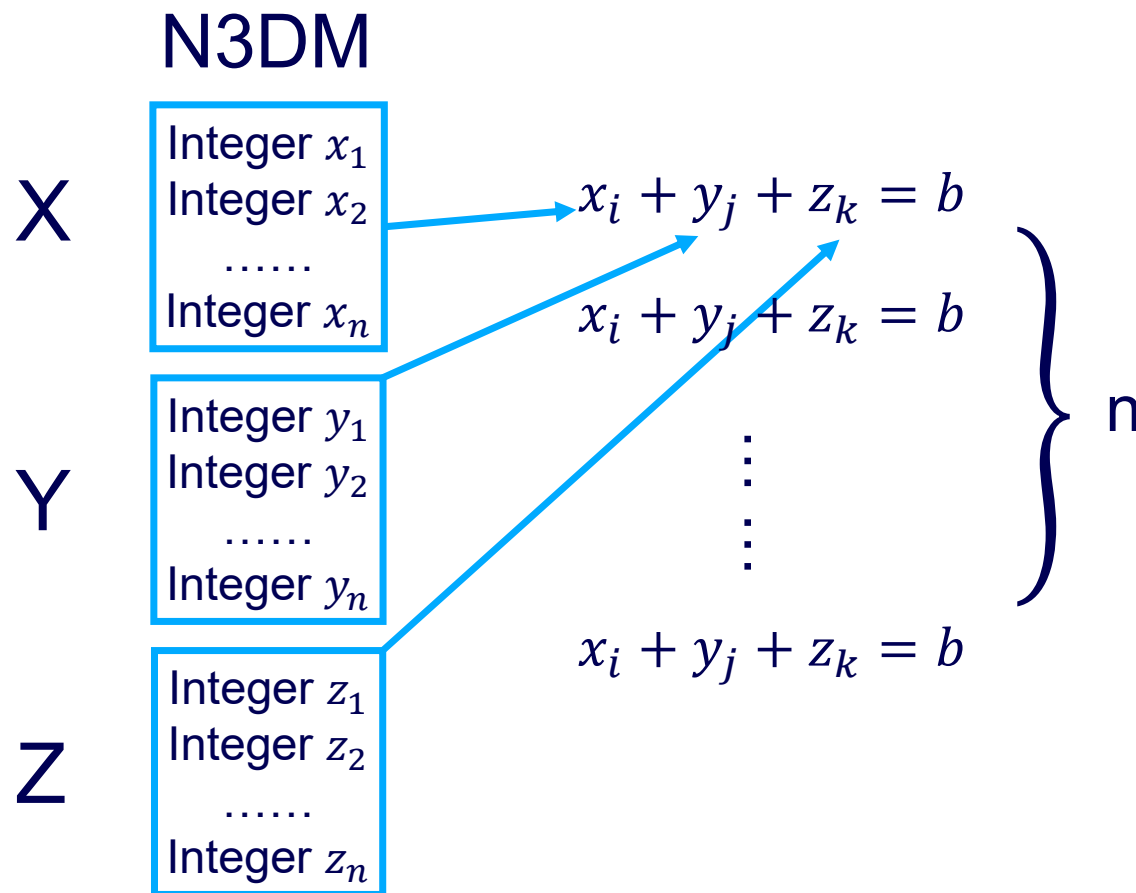 N3DM
X
Integer x₁
Integer x₂
……
Integer xₙ
Y
Integer y₁
Integer y₂
……
Integer yₙ
Z
Integer z₁
Integer z₂
……
Integer zₙ
xᵢ + yⱼ + zₖ = b
xᵢ + yⱼ + zₖ = b
⋮
⋮
xᵢ + yⱼ + zₖ = b
n